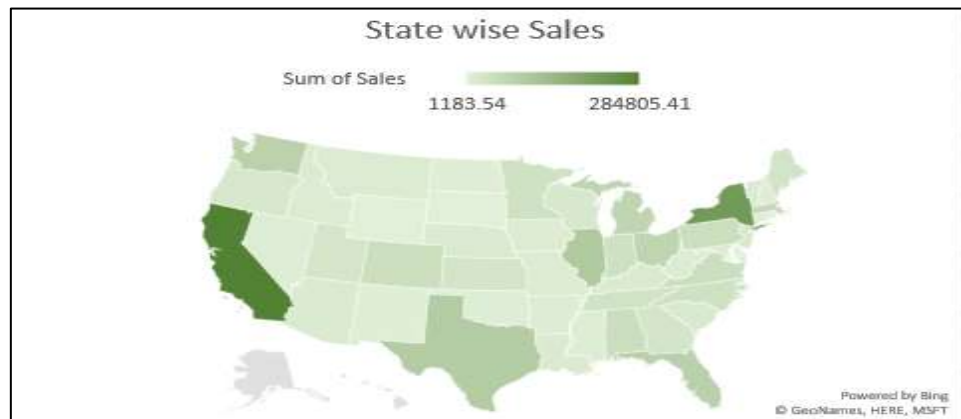 State wise Sales
Sum of Sales
1183.54 284805.41
Powered by Bing
© GeoNames, HERE, MSFT